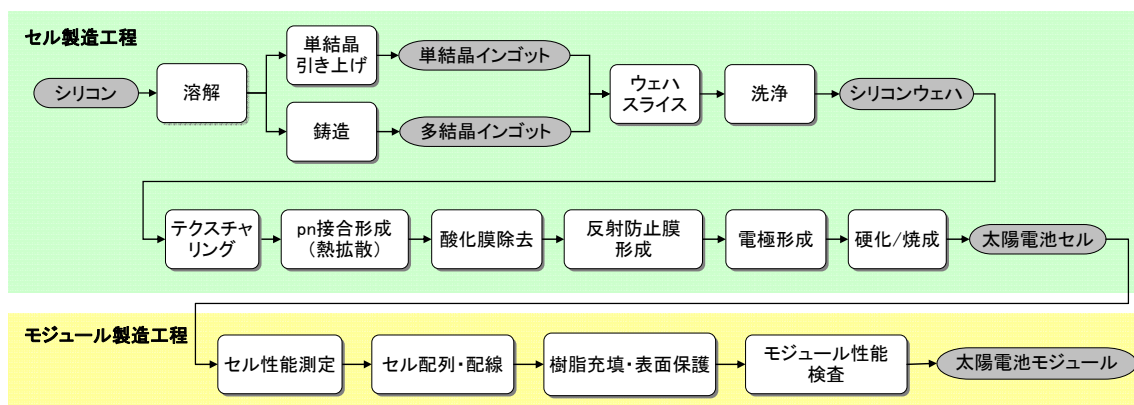 セル製造工程
シリコン
溶解
単結晶
引き上げ
単結晶インゴット
鋳造
多結晶インゴット
ウェハ
スライス
洗浄
シリコンウェハ
テクスチャ
リング
pn接合形成
（熱拡散）
酸化膜除去
反射防止膜
形成
電極形成
硬化/焼成
太陽電池セル
モジュール製造工程
セル性能測定
セル配列・配線
樹脂充填・表面保護
モジュール性能
検査
太陽電池モジュール